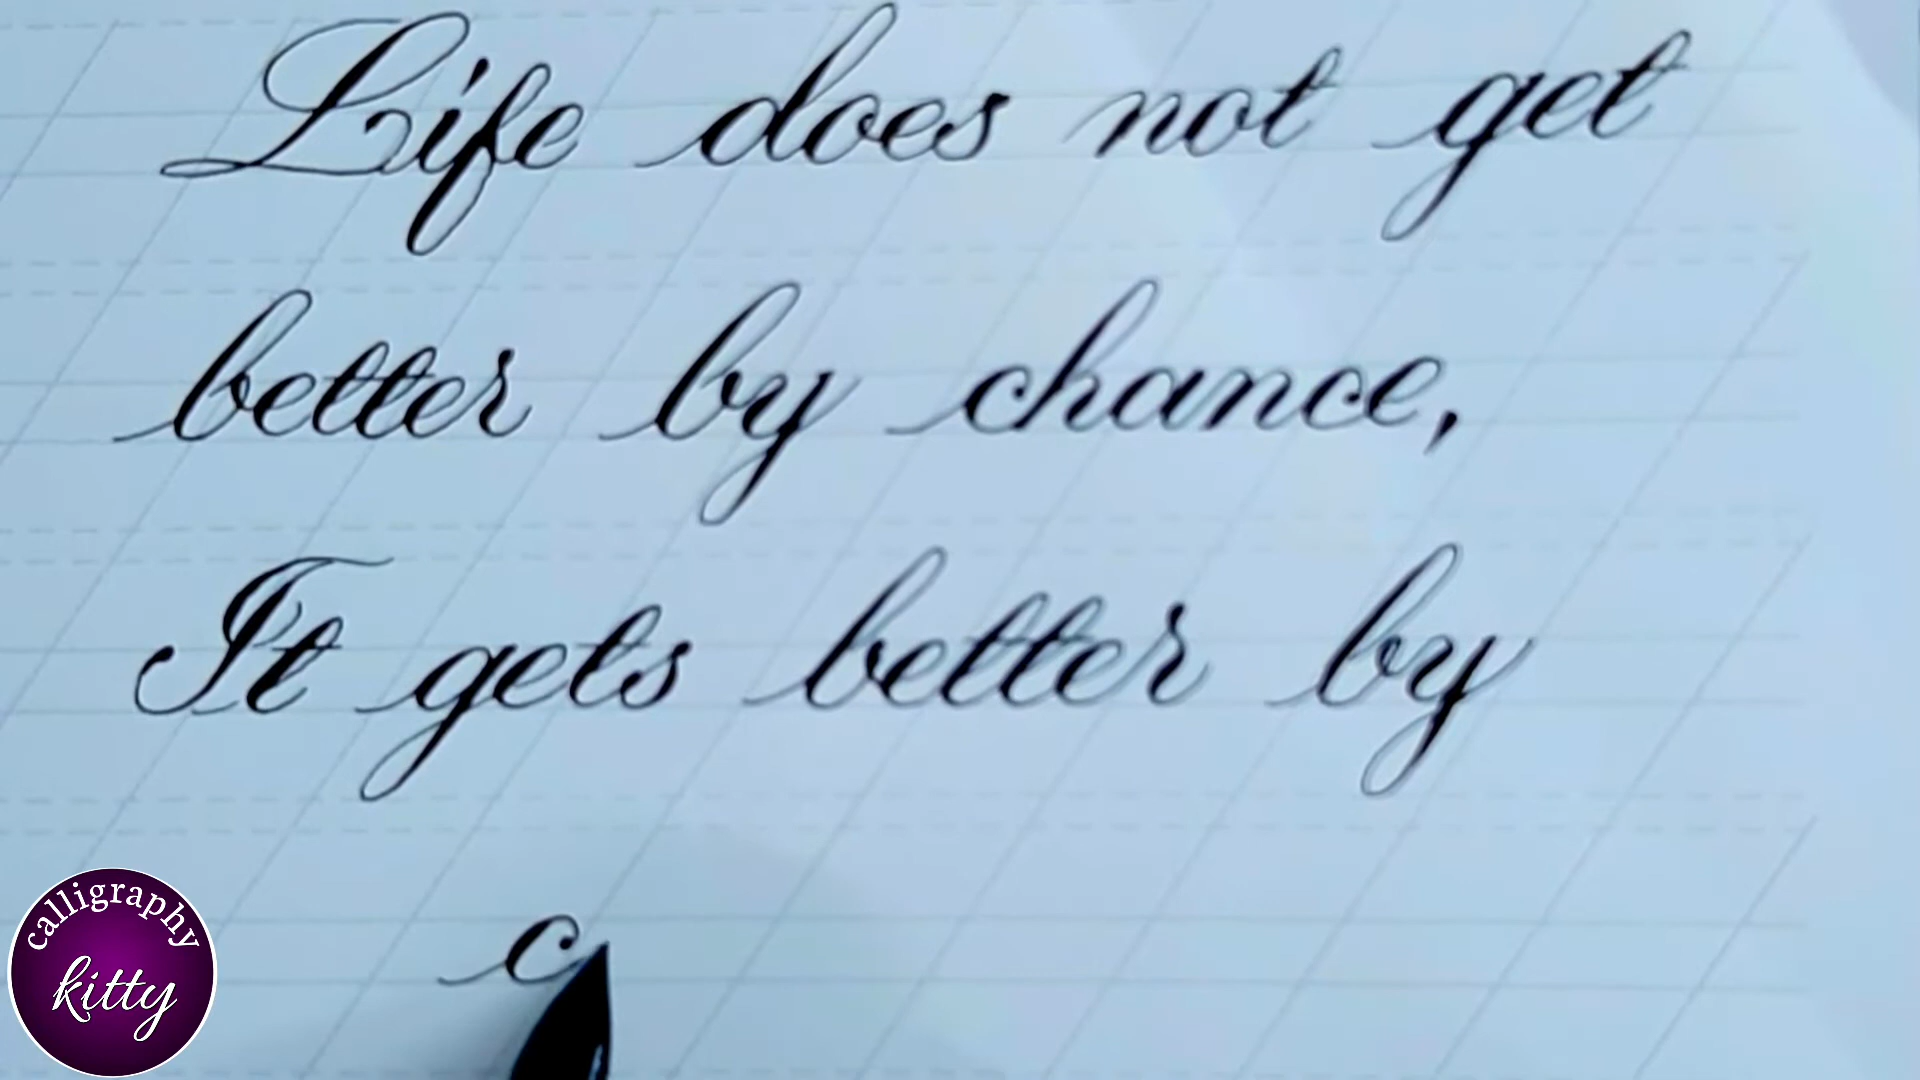 Life does not get
better by chance,
It gets better by
c
calligraphy
kitty